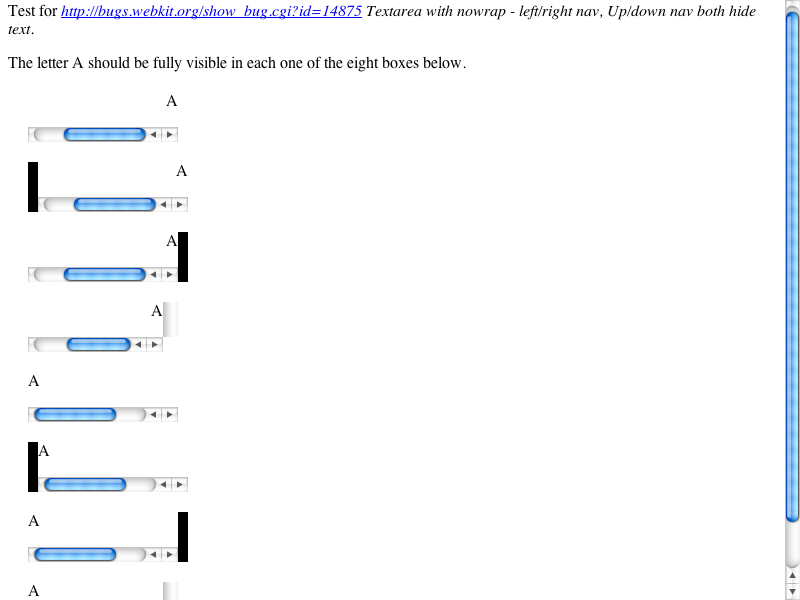 Test for http://bugs.webkit.org/show_bug.cgi?id=14875 Textarea with nowrap - left/right nav, Up/down nav both hide
text.
The letter A should be fully visible in each one of the eight boxes below.
A
A
A
A
A
A
A
A